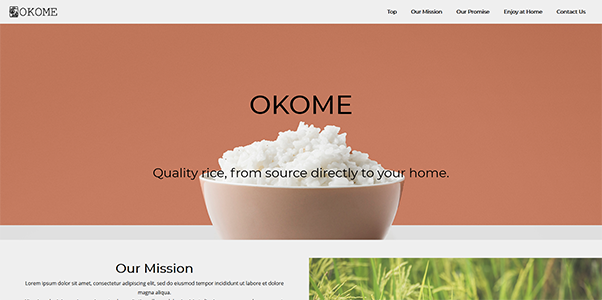 OKOME
Top
Our Mission
Our Promise
Enjoy at Home
Contact Us
OKOME
Quality rice, from source directly to your home.
Our Mission
Lorem ipsum dolor sit amet, consectetur adipiscing elit, sed do eiusmod tempor incididunt ut labore et dolore
magna aliqua.